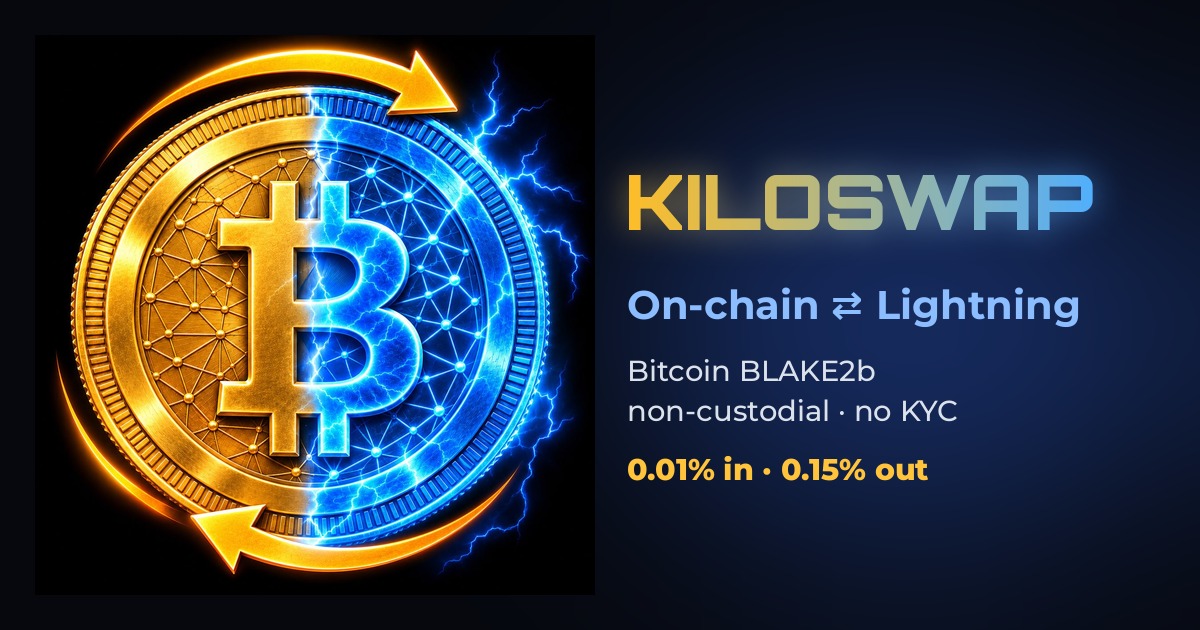 KILOSWAP
On-chain ⇄ Lightning
Bitcoin BLAKE2b
non-custodial · no KYC
0.01% in · 0.15% out